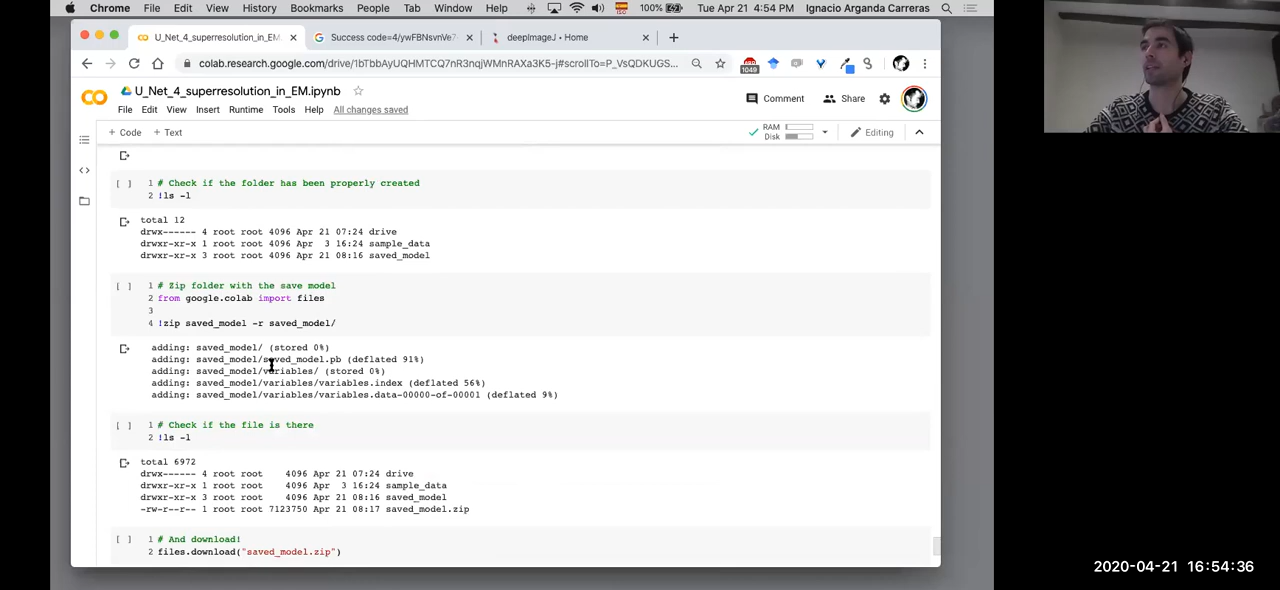 Chrome File Edit View History Bookmarks People Tab Window Help 100% Tue Apr 21 4:54 PM Ignacio Arganda Carreras
U_Net_4_superresolution_in_EM. Success code=4/ywFBNsvnVe7 deepImageJ • Home
colab.research.google.com/drive/1bTbbAyUQHMTCQ7nR3nqjWMnRAXa3K5-j#scrollTo=P_VsQDKUGS... 1049
U_Net_4_superresolution_in_EM.ipynb
Comment Share
File Edit View Insert Runtime Tools Help All changes saved
+ Code + Text RAM Disk Editing
[ ] 1 # Check if the folder has been properly created
2 !ls -l
total 12
drwx------ 4 root root 4096 Apr 21 07:24 drive
drwxr-xr-x 1 root root 4096 Apr  3 16:24 sample_data
drwxr-xr-x 3 root root 4096 Apr 21 08:16 saved_model
[ ] 1 # Zip folder with the save model
2 from google.colab import files
3
4 !zip saved_model -r saved_model/
adding: saved_model/ (stored 0%)
adding: saved_model/saved_model.pb (deflated 91%)
adding: saved_model/variables/ (stored 0%)
adding: saved_model/variables/variables.index (deflated 56%)
adding: saved_model/variables/variables.data-00000-of-00001 (deflated 9%)
[ ] 1 # Check if the file is there
2 !ls -l
total 6972
drwx------ 4 root root    4096 Apr 21 07:24 drive
drwxr-xr-x 1 root root    4096 Apr  3 16:24 sample_data
drwxr-xr-x 3 root root    4096 Apr 21 08:16 saved_model
-rw-r--r-- 1 root root 7123750 Apr 21 08:17 saved_model.zip
[ ] 1 # And download!
2 files.download("saved_model.zip")
2020-04-21 16:54:36